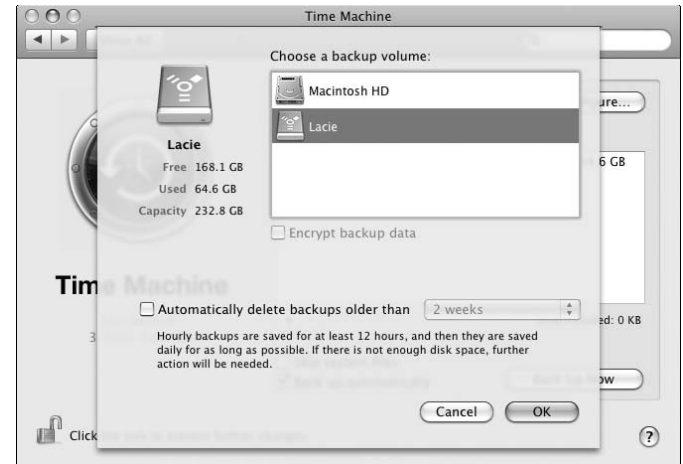 Time Machine
Choose a backup volume:
Macintosh HD
Lacie
Lacie
Free 168.1 GB
Used 64.6 GB
Capacity 232.8 GB
Encrypt backup data
Time Machine
Automatically delete backups older than 2 weeks
Hourly backups are saved for at least 12 hours, and then they are saved
daily for as long as possible. If there is not enough disk space, further
action will be needed.
Cancel OK
ure...
6 GB
ed: 0 KB
ow
Click
?